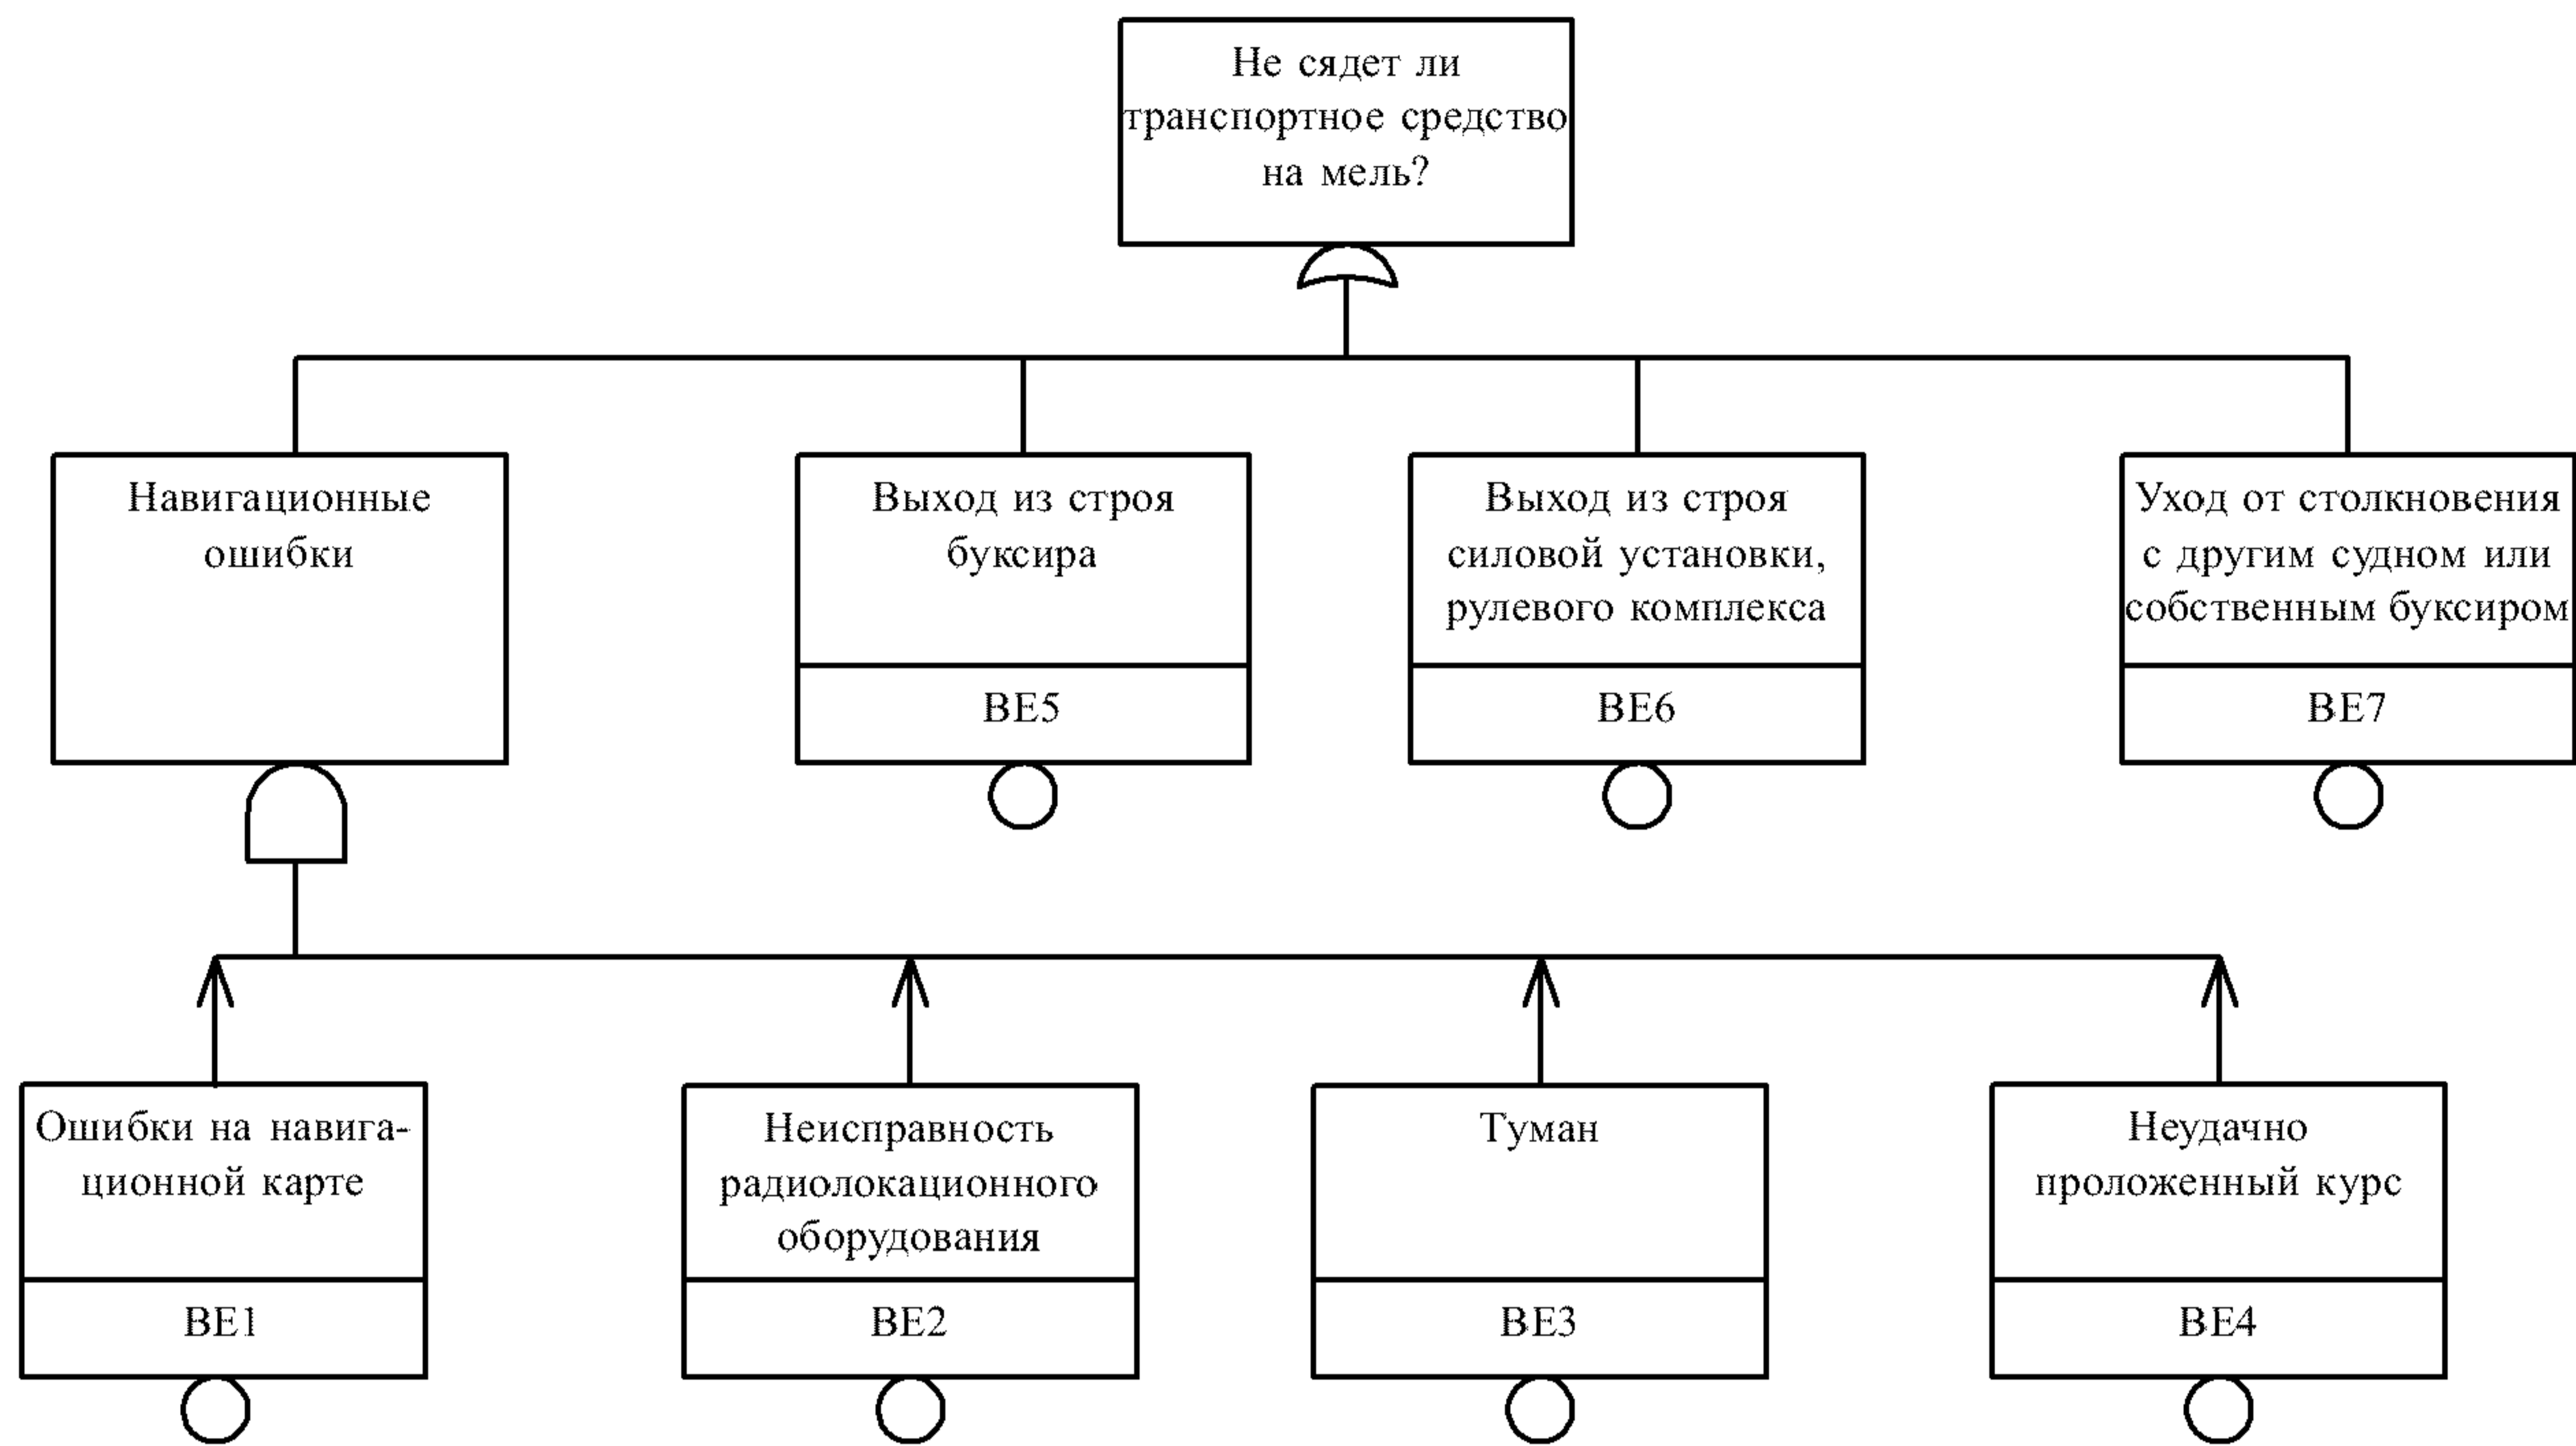 Не сядет ли
транспортное средство
на мель?
Навигационные
ошибки
Выход из строя
буксира
BE5
Выход из строя
силовой установки,
рулевого комплекса
BE6
Уход от столкновения
с другим судном или
собственным буксиром
BE7
Ошибки на навига-
ционной карте
BE1
Неисправность
радиолокационного
оборудования
BE2
Туман
BE3
Неудачно
проложенный курс
BE4